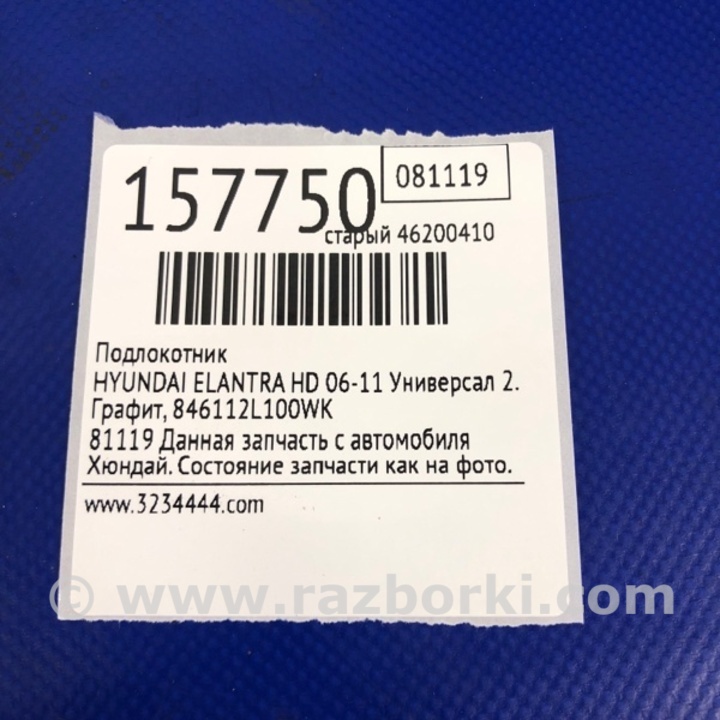 157750
081119
старый 46200410
Подлокотник
HYUNDAI ELANTRA HD 06-11 Универсал 2.
Графит, 846112L100WK
81119 Данная запчасть с автомобиля
Хюндай. Состояние запчасти как на фото.
www.3234444.com
© www.razborki.com